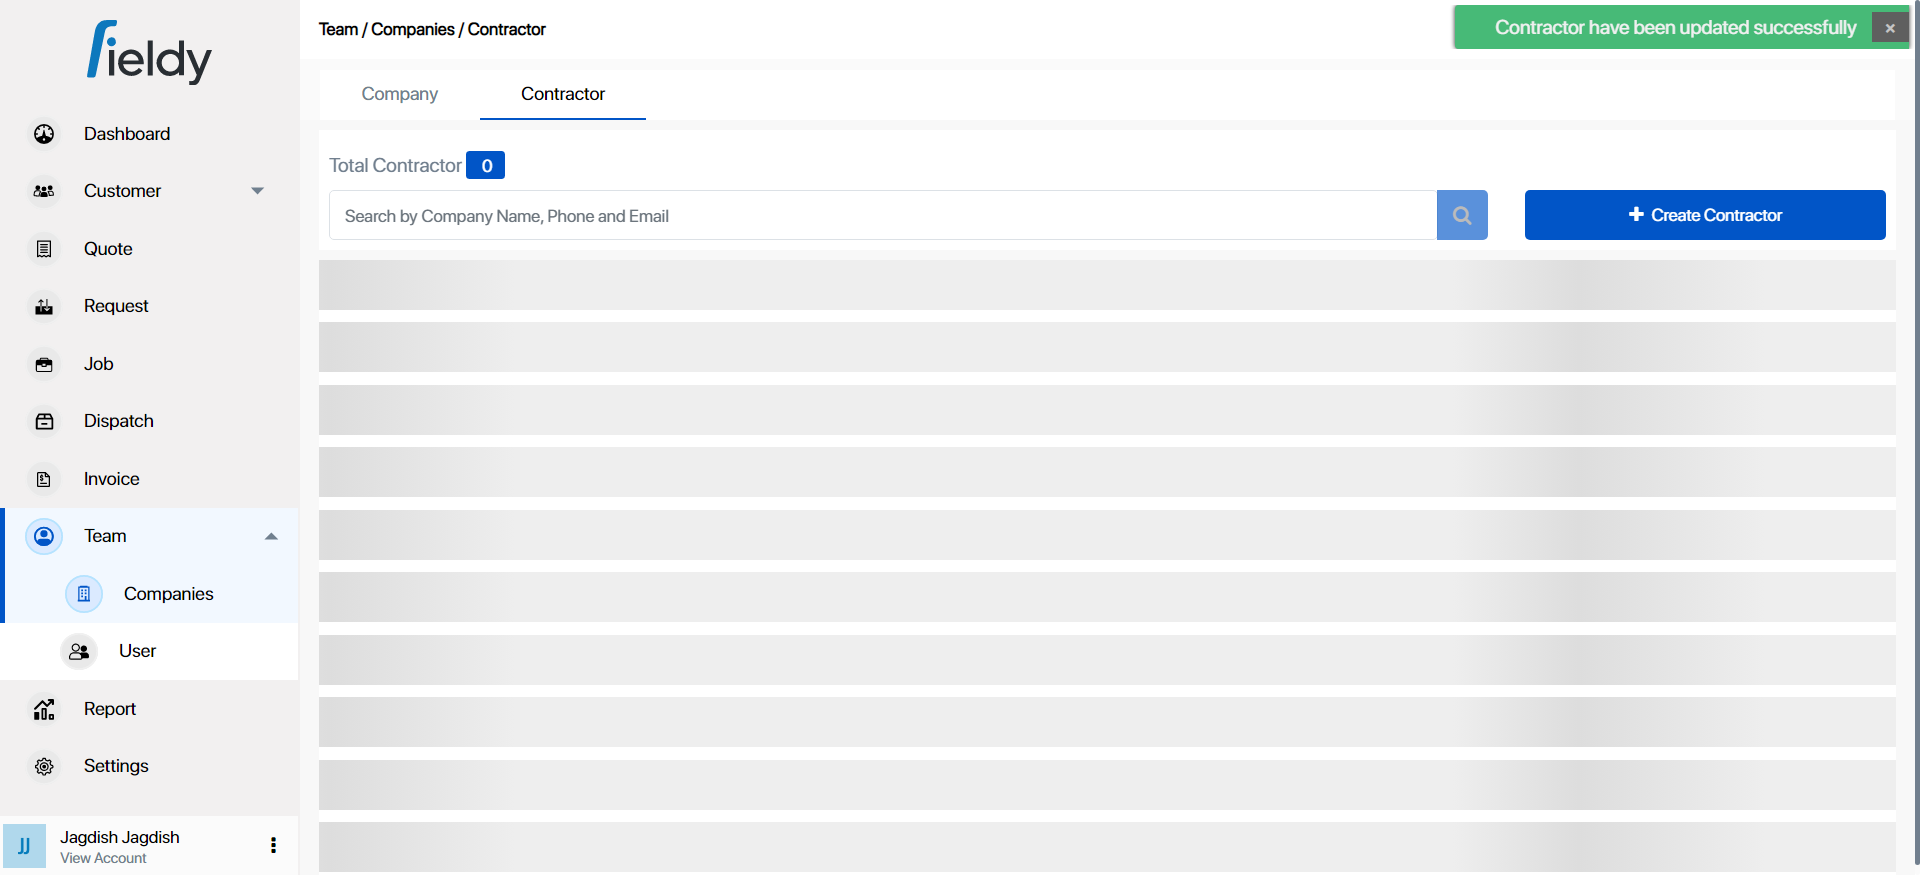 fieldy
Dashboard
Customer
Quote
Request
Job
Dispatch
Invoice
Team
Companies
User
Report
Settings
JJ
Jagdish Jagdish
View Account
Team / Companies / Contractor
Contractor have been updated successfully
×
Company
Contractor
Total Contractor 0
Search by Company Name, Phone and Email
Create Contractor